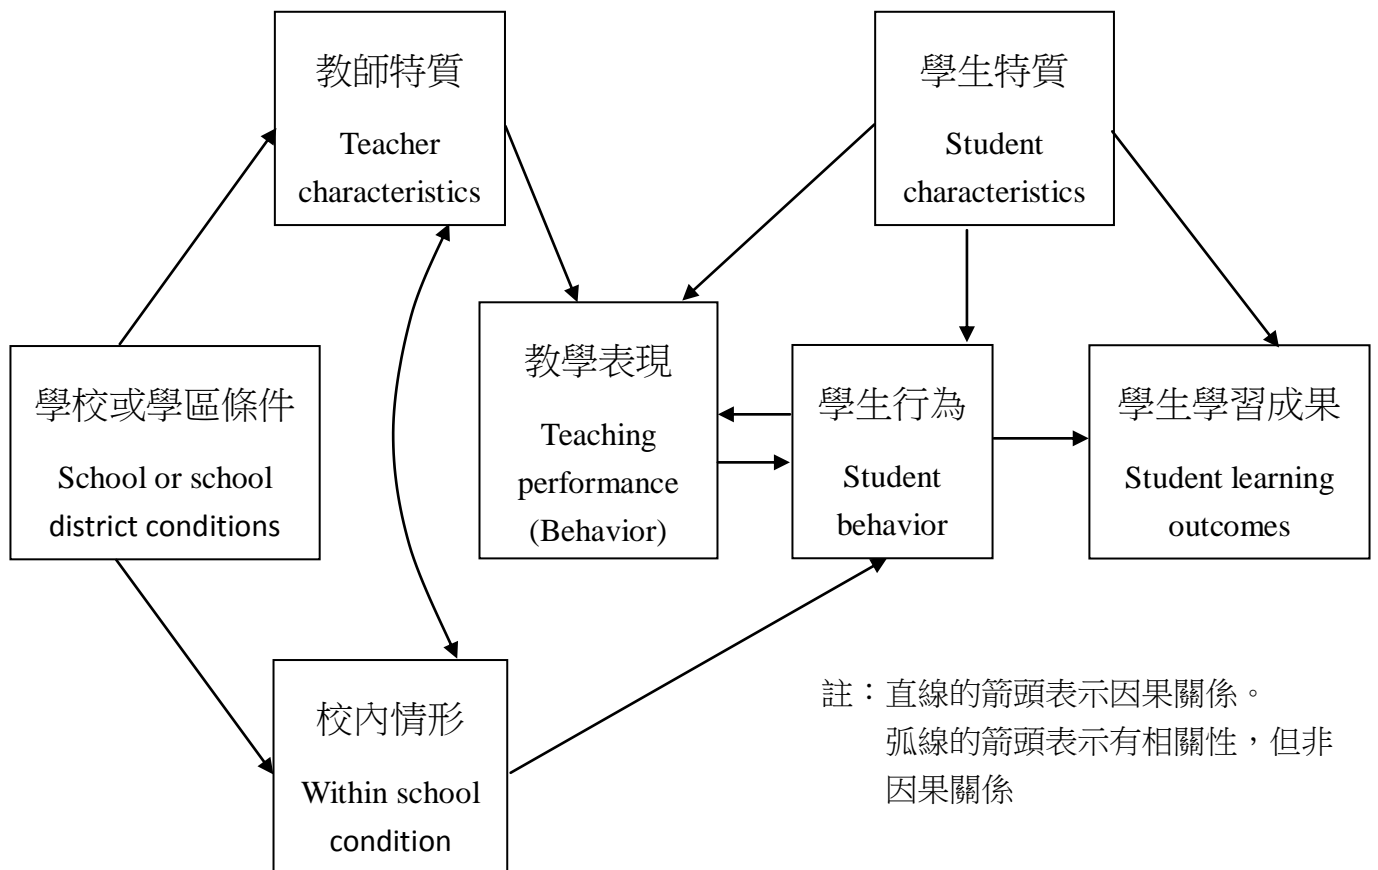 教師特質
Teacher
characteristics
學生特質
Student
characteristics
學校或學區條件
School or school
district conditions
教學表現
Teaching
performance
(Behavior)
學生行為
Student
behavior
學生學習成果
Student learning
outcomes
校內情形
Within school
condition
註：直線的箭頭表示因果關係。
弧線的箭頭表示有相關性，但非
因果關係